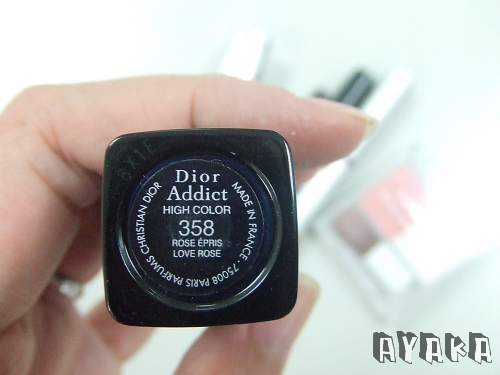 Dior
Addict
HIGH COLOR
358
ROSE ÉPRIS
LOVE ROSE
MADE IN FRANCE - 75008 PARIS PARFUMS CHRISTIAN DIOR
AYAKA